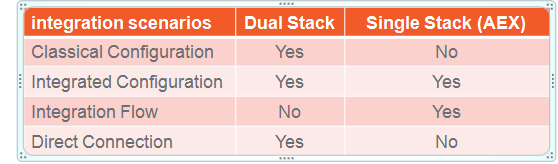 integration scenarios Dual Stack Single Stack (AEX)
Classical Configuration Yes No
Integrated Configuration Yes Yes
Integration Flow No Yes
Direct Connection Yes No